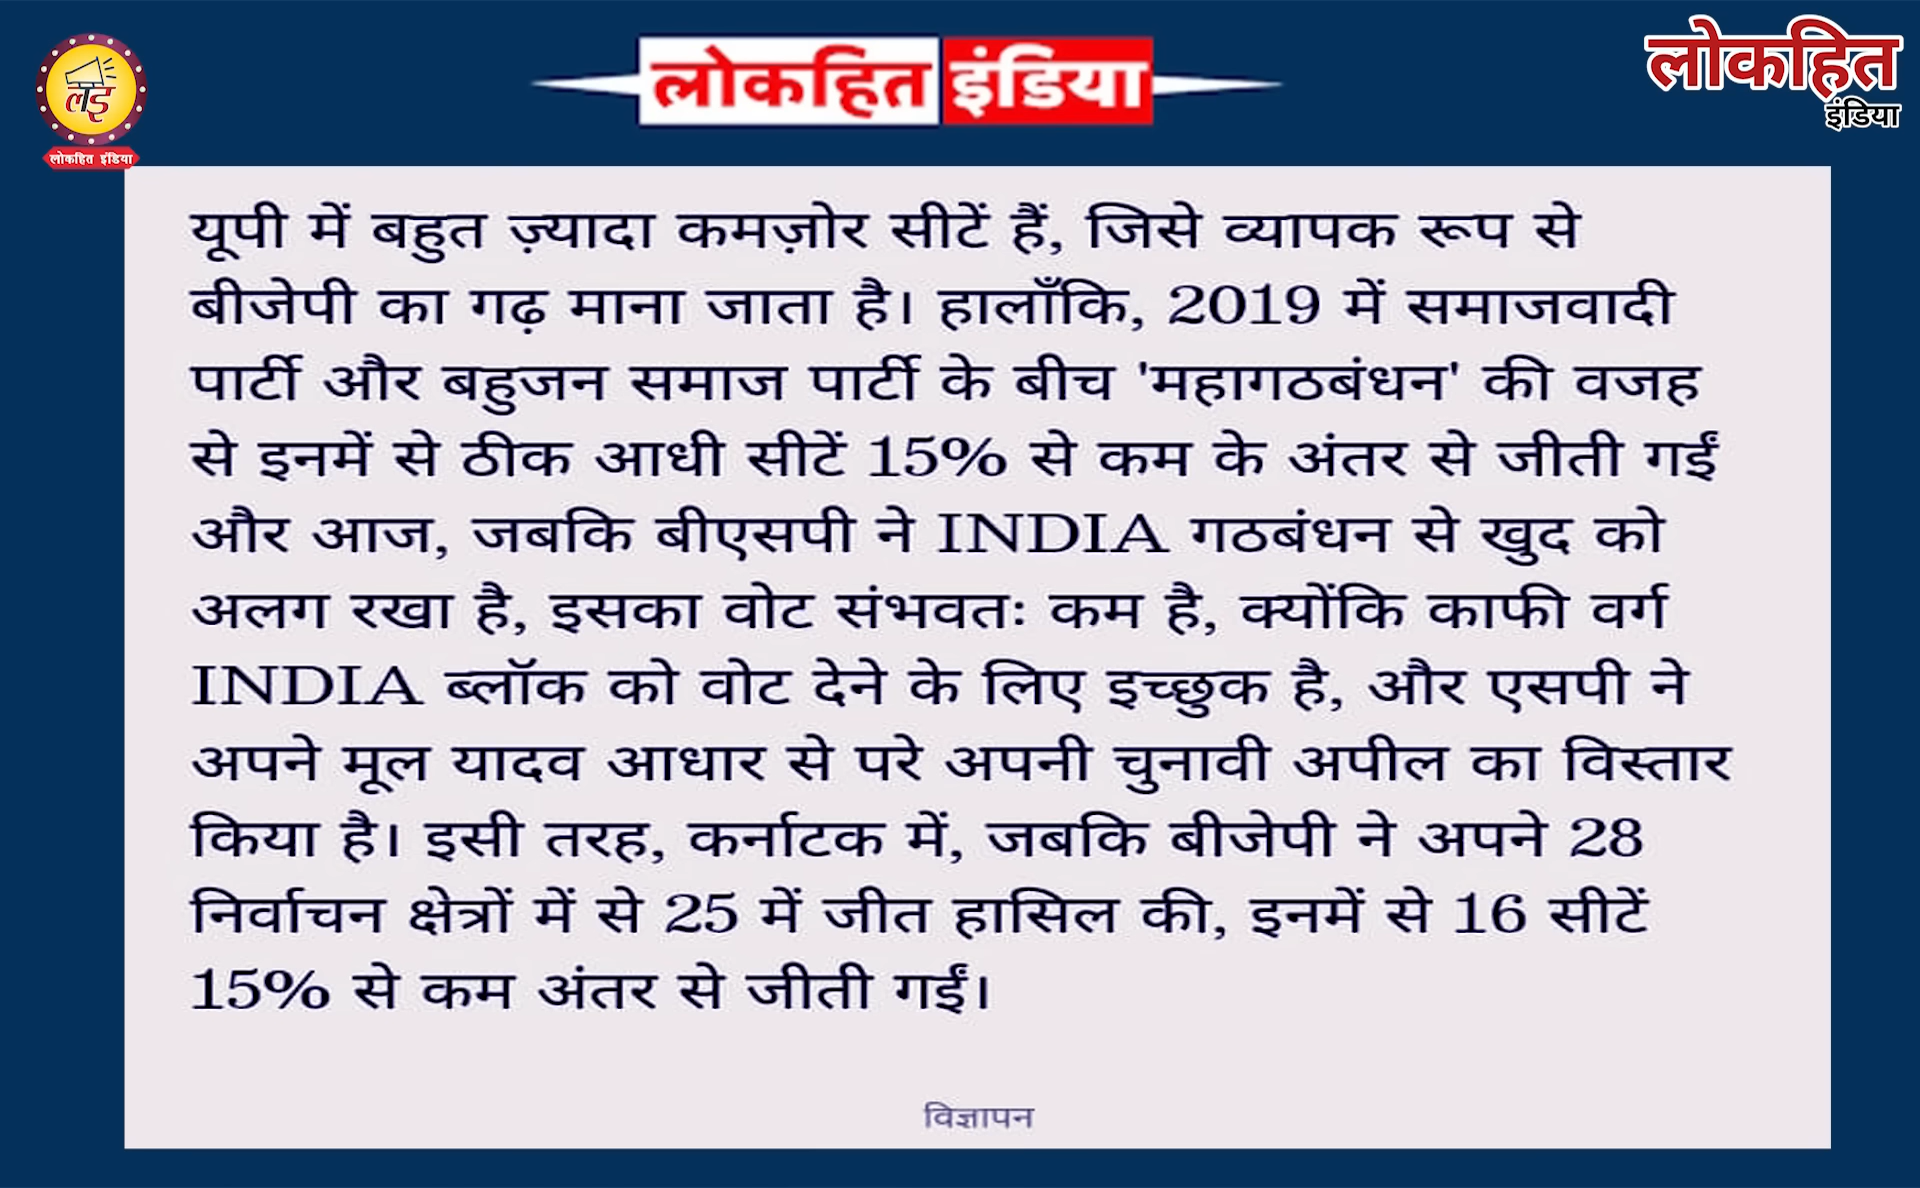 लोकहित इंडिया
लोकहित
इंडिया
लइ
लोकहित इंडिया
यूपी में बहुत ज़्यादा कमज़ोर सीटें हैं, जिसे व्यापक रूप से
बीजेपी का गढ़ माना जाता है। हालाँकि, 2019 में समाजवादी
पार्टी और बहुजन समाज पार्टी के बीच 'महागठबंधन' की वजह
से इनमें से ठीक आधी सीटें 15% से कम के अंतर से जीती गईं
और आज, जबकि बीएसपी ने INDIA गठबंधन से खुद को
अलग रखा है, इसका वोट संभवतः कम है, क्योंकि काफी वर्ग
INDIA ब्लॉक को वोट देने के लिए इच्छुक है, और एसपी ने
अपने मूल यादव आधार से परे अपनी चुनावी अपील का विस्तार
किया है। इसी तरह, कर्नाटक में, जबकि बीजेपी ने अपने 28
निर्वाचन क्षेत्रों में से 25 में जीत हासिल की, इनमें से 16 सीटें
15% से कम अंतर से जीती गईं।
विज्ञापन